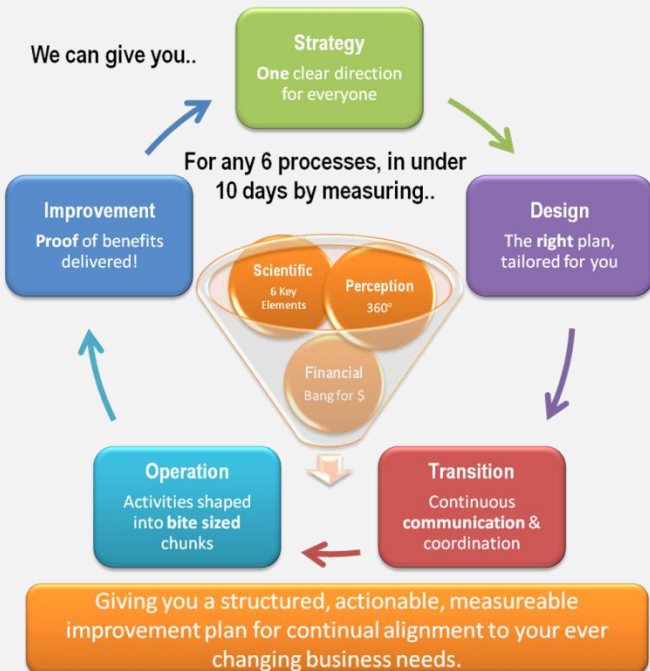 We can give you..
Strategy
One clear direction
for everyone
For any 6 processes, in under
10 days by measuring..
Improvement
Proof of benefits
delivered!
Design
The right plan,
tailored for you
Scientific
6 Key
Elements
Perception
360°
Financial
Bang for $
Operation
Activities shaped
into bite sized
chunks
Transition
Continuous
communication &
coordination
Giving you a structured, actionable, measureable
improvement plan for continual alignment to your ever
changing business needs.